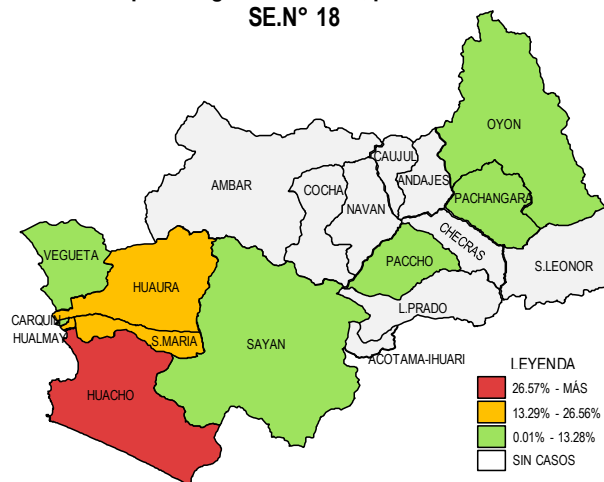 SE.N° 18
OYON
CAUJUL
AMBAR
COCHA
ANDAJES
PACHANGARA
NAVAN
CHECRAS
VEGUETA
PACCHO
S.LEONOR
HUAURA
L.PRADO
CARQUIN
HUALMAY
S.MARIA
SAYAN
ACOTAMA-IHUARI
HUACHO
LEYENDA
26.57% - MÁS
13.29% - 26.56%
0.01% - 13.28%
SIN CASOS